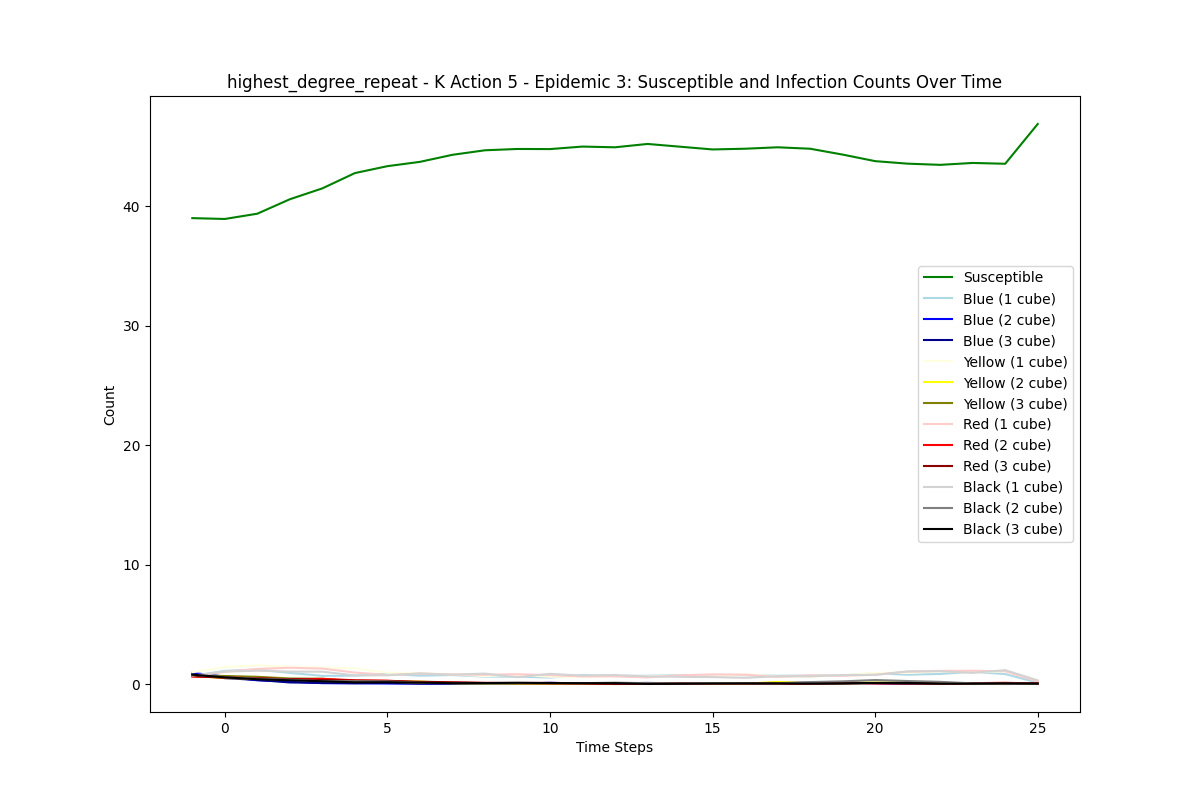 highest_degree_repeat - K Action 5 - Epidemic 3: Susceptible and Infection Counts Over Time
40
30
20
10
0
Count
Susceptible
Blue (1 cube)
Blue (2 cube)
Blue (3 cube)
Yellow (1 cube)
Yellow (2 cube)
Yellow (3 cube)
Red (1 cube)
Red (2 cube)
Red (3 cube)
Black (1 cube)
Black (2 cube)
Black (3 cube)
0 5 10 15 20 25
Time Steps